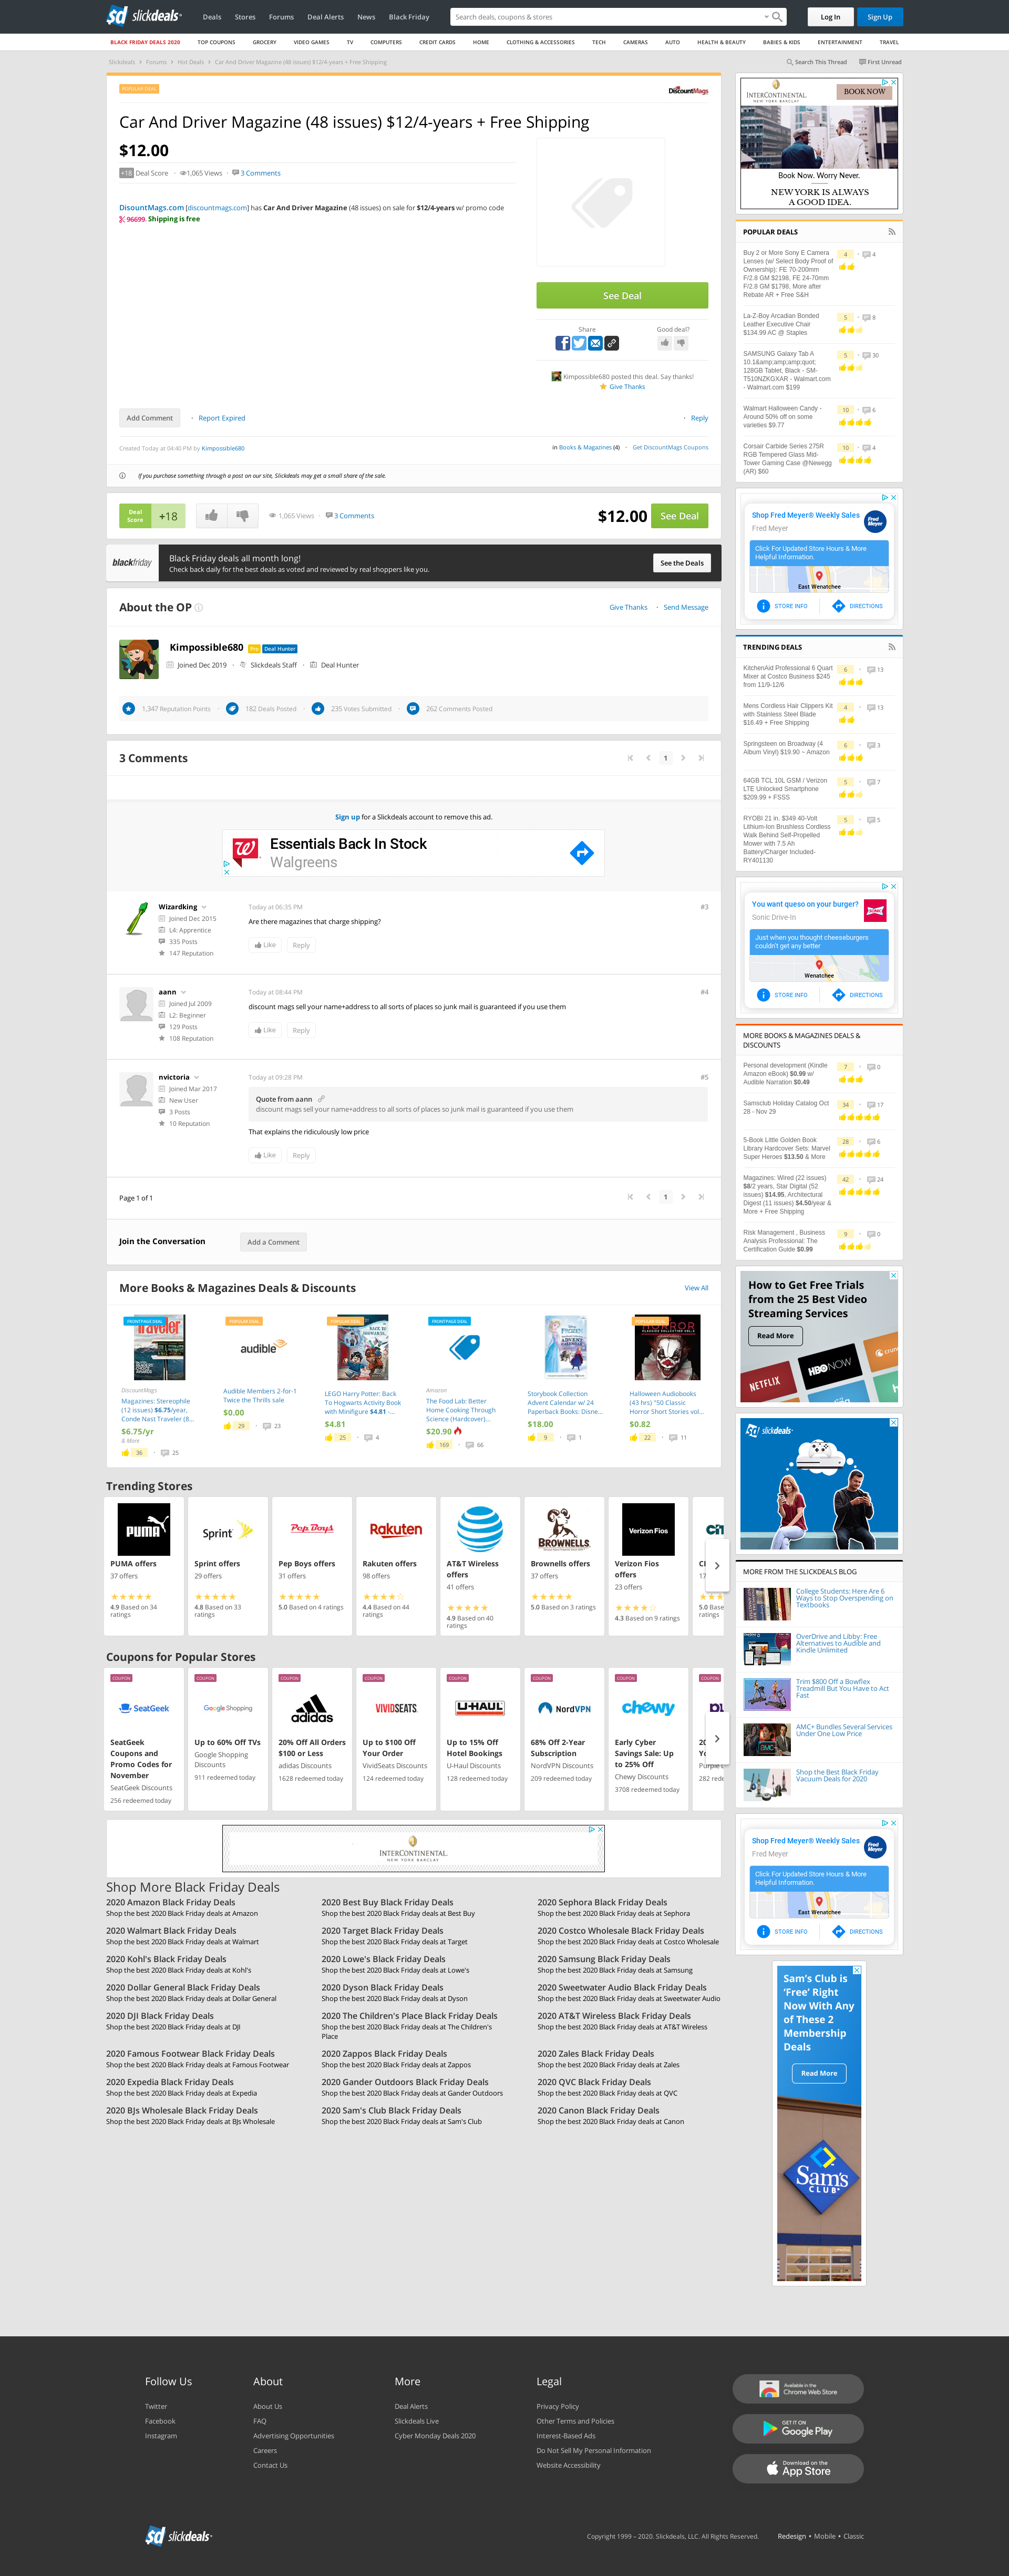 slickdeals
Deals Stores Forums Deal Alerts News Black Friday
Search deals, coupons & stores
Log In Sign Up
BLACK FRIDAY DEALS 2020 TOP COUPONS GROCERY VIDEO GAMES TV COMPUTERS CREDIT CARDS HOME CLOTHING & ACCESSORIES TECH CAMERAS AUTO HEALTH & BEAUTY BABIES & KIDS ENTERTAINMENT TRAVEL
Slickdeals > Forums > Hot Deals > Car And Driver Magazine (48 issues) $12/4-years + Free Shipping
Search This Thread First Unread
POPULAR DEAL
DiscountMags
Car And Driver Magazine (48 issues) $12/4-years + Free Shipping
$12.00
+18 Deal Score 1,065 Views 3 Comments
DisountMags.com [discountmags.com] has Car And Driver Magazine (48 issues) on sale for $12/4-years w/ promo code
96699. Shipping is free
See Deal
Share Good deal?
Kimpossible680 posted this deal. Say thanks!
Give Thanks
Add Comment Report Expired Reply
Created Today at 04:40 PM by Kimpossible680
in Books & Magazines (4) Get DiscountMags Coupons
If you purchase something through a post on our site, Slickdeals may get a small share of the sale.
Deal Score +18 1,065 Views 3 Comments $12.00 See Deal
blackfriday
Black Friday deals all month long!
Check back daily for the best deals as voted and reviewed by real shoppers like you.
See the Deals
About the OP Give Thanks Send Message
Kimpossible680 Pro Deal Hunter
Joined Dec 2019 Slickdeals Staff Deal Hunter
1,347 Reputation Points 182 Deals Posted 235 Votes Submitted 262 Comments Posted
3 Comments 1
Sign up for a Slickdeals account to remove this ad.
Essentials Back In Stock
Walgreens
Wizardking
Joined Dec 2015
L4: Apprentice
335 Posts
147 Reputation
Today at 06:35 PM #3
Are there magazines that charge shipping?
Like Reply
aann
Joined Jul 2009
L2: Beginner
129 Posts
108 Reputation
Today at 08:44 PM #4
discount mags sell your name+address to all sorts of places so junk mail is guaranteed if you use them
Like Reply
nvictoria
Joined Mar 2017
New User
3 Posts
10 Reputation
Today at 09:28 PM #5
Quote from aann
discount mags sell your name+address to all sorts of places so junk mail is guaranteed if you use them
That explains the ridiculously low price
Like Reply
Page 1 of 1 1
Join the Conversation Add a Comment
More Books & Magazines Deals & Discounts View All
FRONTPAGE DEAL
Traveler
DiscountMags
Magazines: Stereophile
(12 issues) $6.75/year,
Conde Nast Traveler (8...
$6.75/yr
& More
36 25
POPULAR DEAL
audible
Audible Members 2-for-1
Twice the Thrills sale
$0.00
29 23
POPULAR DEAL
LEGO Harry Potter: Back
To Hogwarts Activity Book
with Minifigure $4.81 -...
$4.81
25 4
FRONTPAGE DEAL
Amazon
The Food Lab: Better
Home Cooking Through
Science (Hardcover)...
$20.90
169 66
FROZEN
ADVENT CALENDAR
Storybook Collection
Advent Calendar w/ 24
Paperback Books: Disne...
$18.00
9 1
POPULAR DEAL
HORROR
Halloween Audiobooks
(43 hrs) "50 Classic
Horror Short Stories vol...
$0.82
22 11
Trending Stores
PUMA
PUMA offers
37 offers
4.9 Based on 34 ratings
Sprint
Sprint offers
29 offers
4.8 Based on 33 ratings
Pep Boys
Pep Boys offers
31 offers
5.0 Based on 4 ratings
Rakuten
Rakuten offers
98 offers
4.4 Based on 44 ratings
AT&T Wireless offers
41 offers
4.9 Based on 40 ratings
BROWNELLS
Brownells offers
37 offers
5.0 Based on 3 ratings
Verizon Fios
Verizon Fios offers
23 offers
4.3 Based on 9 ratings
Coupons for Popular Stores
COUPON
SeatGeek
SeatGeek Coupons and Promo Codes for November
SeatGeek Discounts
256 redeemed today
COUPON
Google Shopping
Up to 60% Off TVs
Google Shopping Discounts
911 redeemed today
COUPON
adidas
20% Off All Orders $100 or Less
adidas Discounts
1628 redeemed today
COUPON
VIVIDSEATS
Up to $100 Off Your Order
VividSeats Discounts
124 redeemed today
COUPON
U-HAUL
Up to 15% Off Hotel Bookings
U-Haul Discounts
128 redeemed today
COUPON
NordVPN
68% Off 2-Year Subscription
NordVPN Discounts
209 redeemed today
COUPON
chewy
Early Cyber Savings Sale: Up to 25% Off
Chewy Discounts
3708 redeemed today
COUPON
INTERCONTINENTAL
NEW YORK BARCLAY
Shop More Black Friday Deals
2020 Amazon Black Friday Deals
Shop the best 2020 Black Friday deals at Amazon
2020 Best Buy Black Friday Deals
Shop the best 2020 Black Friday deals at Best Buy
2020 Sephora Black Friday Deals
Shop the best 2020 Black Friday deals at Sephora
2020 Walmart Black Friday Deals
Shop the best 2020 Black Friday deals at Walmart
2020 Target Black Friday Deals
Shop the best 2020 Black Friday deals at Target
2020 Costco Wholesale Black Friday Deals
Shop the best 2020 Black Friday deals at Costco Wholesale
2020 Kohl's Black Friday Deals
Shop the best 2020 Black Friday deals at Kohl's
2020 Lowe's Black Friday Deals
Shop the best 2020 Black Friday deals at Lowe's
2020 Samsung Black Friday Deals
Shop the best 2020 Black Friday deals at Samsung
2020 Dollar General Black Friday Deals
Shop the best 2020 Black Friday deals at Dollar General
2020 Dyson Black Friday Deals
Shop the best 2020 Black Friday deals at Dyson
2020 Sweetwater Audio Black Friday Deals
Shop the best 2020 Black Friday deals at Sweetwater Audio
2020 DJI Black Friday Deals
Shop the best 2020 Black Friday deals at DJI
2020 The Children's Place Black Friday Deals
Shop the best 2020 Black Friday deals at The Children's
Place
2020 AT&T Wireless Black Friday Deals
Shop the best 2020 Black Friday deals at AT&T Wireless
2020 Famous Footwear Black Friday Deals
Shop the best 2020 Black Friday deals at Famous Footwear
2020 Zappos Black Friday Deals
Shop the best 2020 Black Friday deals at Zappos
2020 Zales Black Friday Deals
Shop the best 2020 Black Friday deals at Zales
2020 Expedia Black Friday Deals
Shop the best 2020 Black Friday deals at Expedia
2020 Gander Outdoors Black Friday Deals
Shop the best 2020 Black Friday deals at Gander Outdoors
2020 QVC Black Friday Deals
Shop the best 2020 Black Friday deals at QVC
2020 BJs Wholesale Black Friday Deals
Shop the best 2020 Black Friday deals at BJs Wholesale
2020 Sam's Club Black Friday Deals
Shop the best 2020 Black Friday deals at Sam's Club
2020 Canon Black Friday Deals
Shop the best 2020 Black Friday deals at Canon
INTERCONTINENTAL
NEW YORK BARCLAY
BOOK NOW
Book Now. Worry Never.
NEW YORK IS ALWAYS
A GOOD IDEA.
POPULAR DEALS
Buy 2 or More Sony E Camera
Lenses (w/ Select Body Proof of
Ownership): FE 70-200mm
F/2.8 GM $2198, FE 24-70mm
F/2.8 GM $1798, More after
Rebate AR + Free S&H
4 4
La-Z-Boy Arcadian Bonded
Leather Executive Chair
$134.99 AC @ Staples
5 8
SAMSUNG Galaxy Tab A
10.1&amp;amp;amp;quot;
128GB Tablet, Black - SM-
T510NZKGXAR - Walmart.com
- Walmart.com $199
5 30
Walmart Halloween Candy -
Around 50% off on some
varieties $9.77
10 6
Corsair Carbide Series 275R
RGB Tempered Glass Mid-
Tower Gaming Case @Newegg
(AR) $60
10 4
Shop Fred Meyer® Weekly Sales
Fred Meyer
Click For Updated Store Hours & More
Helpful Information.
East Wenatchee
STORE INFO DIRECTIONS
TRENDING DEALS
KitchenAid Professional 6 Quart
Mixer at Costco Business $245
from 11/9-12/6
6 13
Mens Cordless Hair Clippers Kit
with Stainless Steel Blade
$16.49 + Free Shipping
4 13
Springsteen on Broadway (4
Album Vinyl) $19.90 ~ Amazon
6 3
64GB TCL 10L GSM / Verizon
LTE Unlocked Smartphone
$209.99 + FSSS
5 7
RYOBI 21 in. $349 40-Volt
Lithium-Ion Brushless Cordless
Walk Behind Self-Propelled
Mower with 7.5 Ah
Battery/Charger Included-
RY401130
5 5
You want queso on your burger?
Sonic Drive-In
Just when you thought cheeseburgers
couldn't get any better
Wenatchee
STORE INFO DIRECTIONS
MORE BOOKS & MAGAZINES DEALS &
DISCOUNTS
Personal development (Kindle
Amazon eBook) $0.99 w/
Audible Narration $0.49
7 0
Samsclub Holiday Catalog Oct
28 - Nov 29
34 17
5-Book Little Golden Book
Library Hardcover Sets: Marvel
Super Heroes $13.50 & More
28 6
Magazines: Wired (22 issues)
$8/2 years, Star Digital (52
issues) $14.95, Architectural
Digest (11 issues) $4.50/year &
More + Free Shipping
42 24
Risk Management , Business
Analysis Professional: The
Certification Guide $0.99
9 0
How to Get Free Trials
from the 25 Best Video
Streaming Services
Read More
NETFLIX HBO NOW
slickdeals
MORE FROM THE SLICKDEALS BLOG
College Students: Here Are 6
Ways to Stop Overspending on
Textbooks
OverDrive and Libby: Free
Alternatives to Audible and
Kindle Unlimited
Trim $800 Off a Bowflex
Treadmill But You Have to Act
Fast
AMC+ Bundles Several Services
Under One Low Price
Shop the Best Black Friday
Vacuum Deals for 2020
Shop Fred Meyer® Weekly Sales
Fred Meyer
Click For Updated Store Hours & More
Helpful Information.
East Wenatchee
STORE INFO DIRECTIONS
Sam's Club is
'Free' Right
Now With Any
of These 2
Membership
Deals
Read More
Sam's
CLUB
Follow Us
Twitter
Facebook
Instagram
About
About Us
FAQ
Advertising Opportunities
Careers
Contact Us
More
Deal Alerts
Slickdeals Live
Cyber Monday Deals 2020
Legal
Privacy Policy
Other Terms and Policies
Interest-Based Ads
Do Not Sell My Personal Information
Website Accessibility
Available in the
Chrome Web Store
GET IT ON
Google Play
Download on the
App Store
slickdeals
Copyright 1999 – 2020. Slickdeals, LLC. All Rights Reserved. Redesign • Mobile • Classic